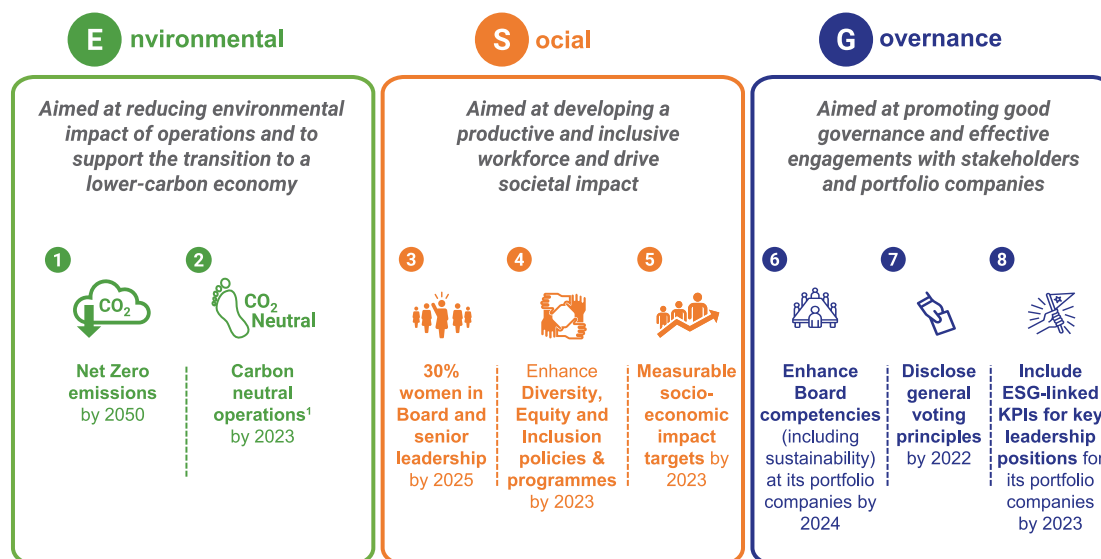 Environmental
Aimed at reducing environmental
impact of operations and to
support the transition to a
lower-carbon economy
1
CO2
Net Zero
emissions
by 2050
2
CO2
Neutral
Carbon
neutral
operations¹
by 2023
Social
Aimed at developing a
productive and inclusive
workforce and drive
societal impact
3
30%
women in
Board and
senior
leadership
by 2025
4
Enhance
Diversity,
Equity and
Inclusion
policies &
programmes
by 2023
5
Measurable
socio-
economic
impact
targets by
2023
Governance
Aimed at promoting good
governance and effective
engagements with stakeholders
and portfolio companies
6
Enhance
Board
competencies
(including
sustainability)
at its portfolio
companies by
2024
7
Disclose
general
voting
principles
by 2022
8
Include
ESG-linked
KPIs for key
leadership
positions for
its portfolio
companies
by 2023